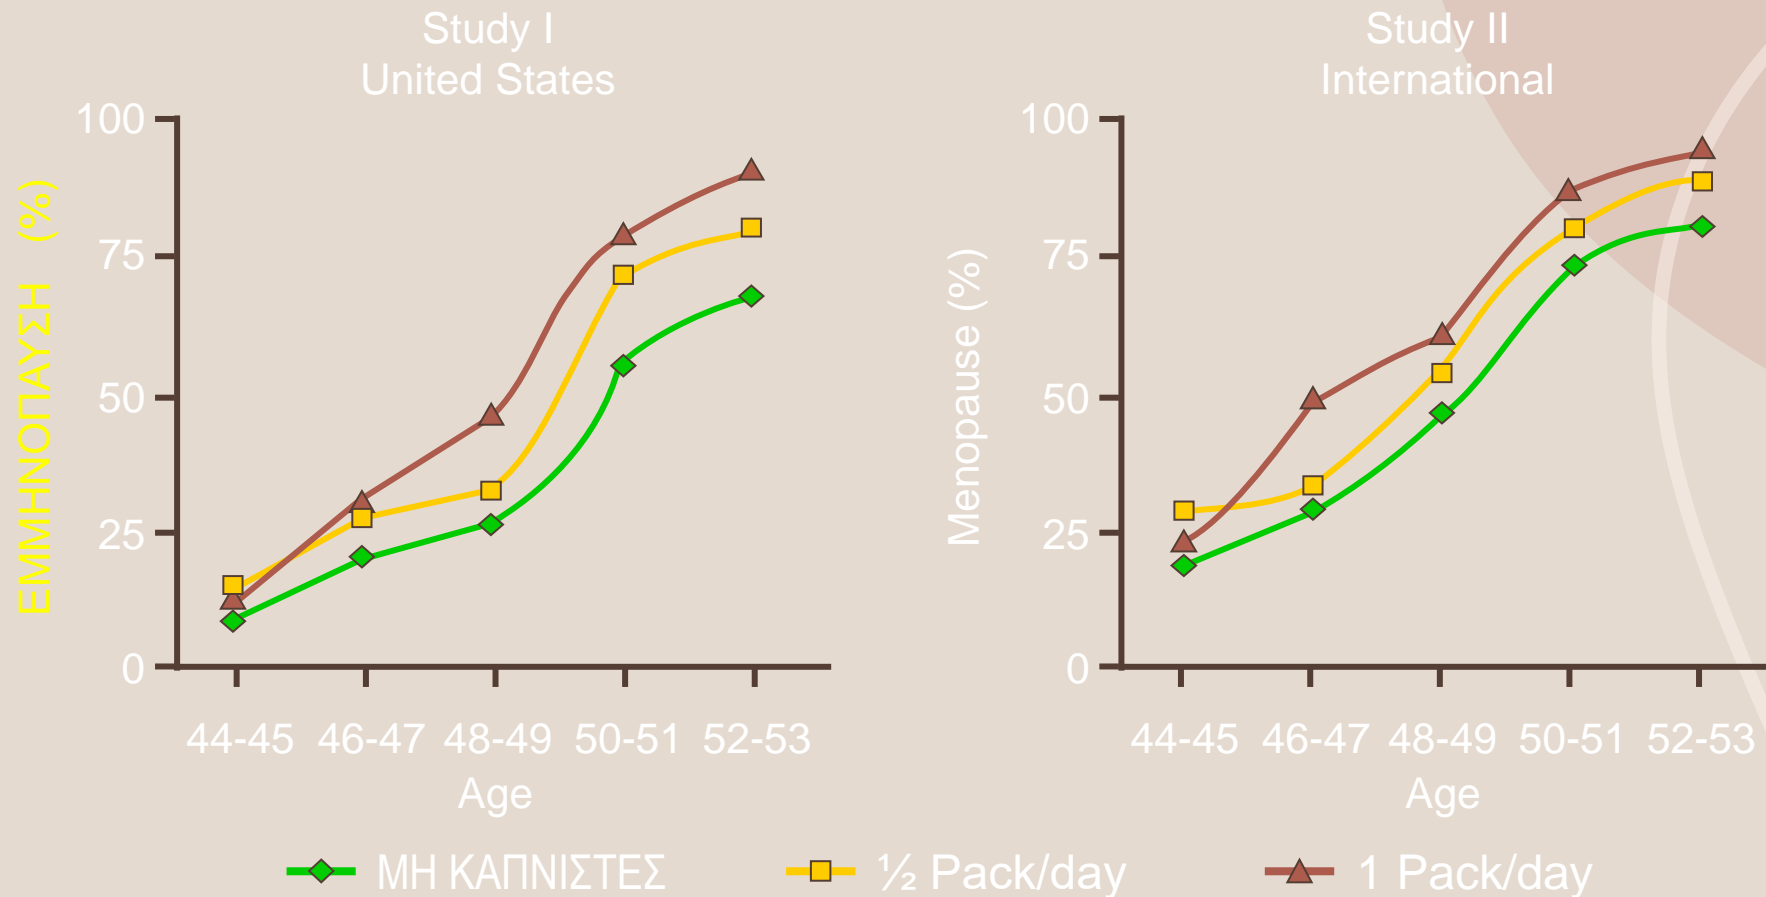 Study I
United States
ΕΜΜΗΝΟΠΑΥΣΗ (%)
100
75
50
25
0
44-45 46-47 48-49 50-51 52-53
Age
Study II
International
Menopause (%)
100
75
50
25
0
44-45 46-47 48-49 50-51 52-53
Age
ΜΗ ΚΑΠΝΙΣΤΕΣ
½ Pack/day
1 Pack/day